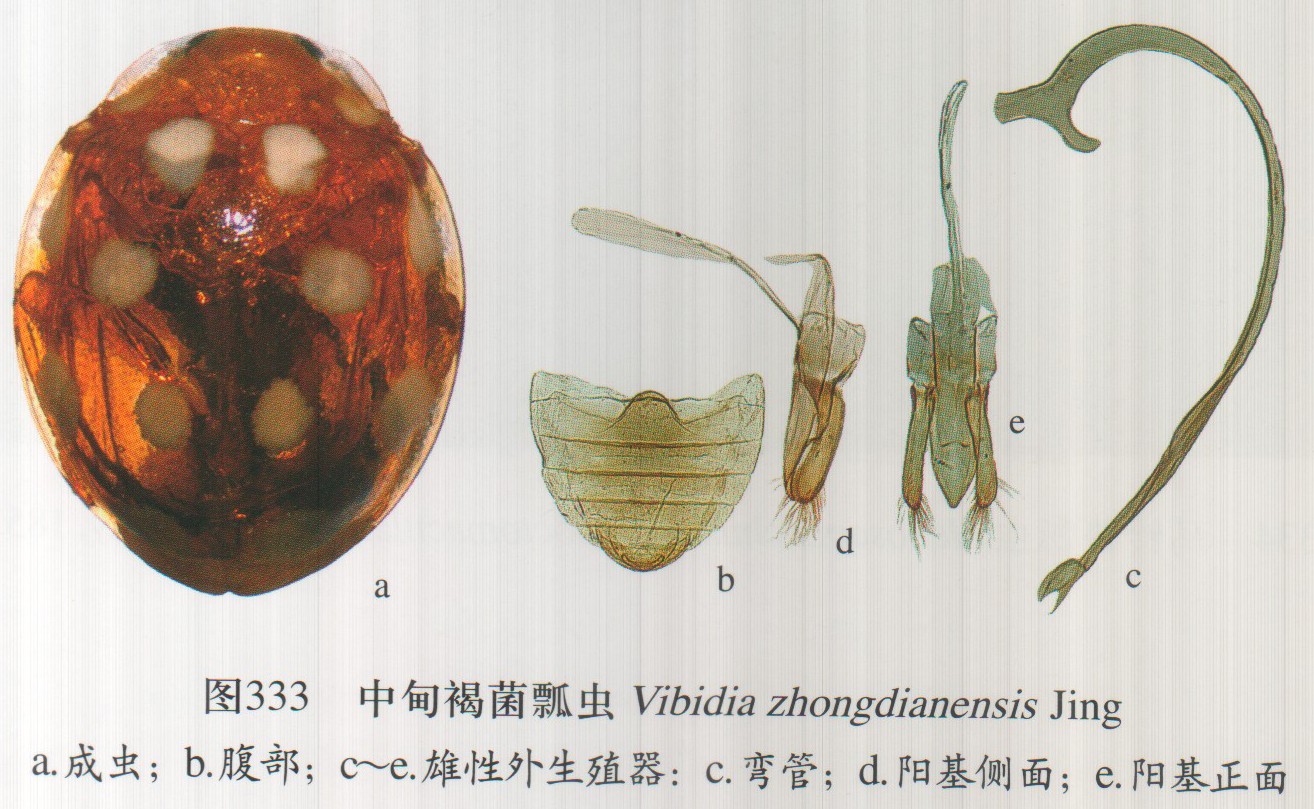 a
b
d
e
c
图333 中甸褐菌瓢虫 Vibidia zhongdianensis Jing
a.成虫；b.腹部；c～e.雄性外生殖器：c.弯管；d.阳基侧面；e.阳基正面